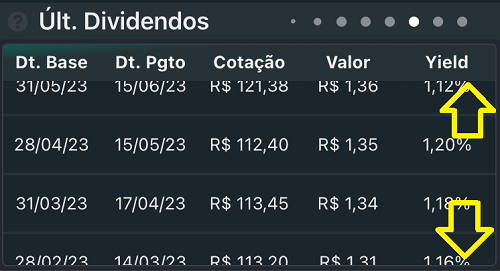 ? Últ. Dividendos
Dt. Base Dt. Pgto Cotação Valor Yield
31/05/23 15/06/23 R$ 121,38 R$ 1,36 1,12%
28/04/23 15/05/23 R$ 112,40 R$ 1,35 1,20%
31/03/23 17/04/23 R$ 113,45 R$ 1,34 1,18%
28/02/23 14/03/23 R$ 113,20 R$ 1,31 1,16%